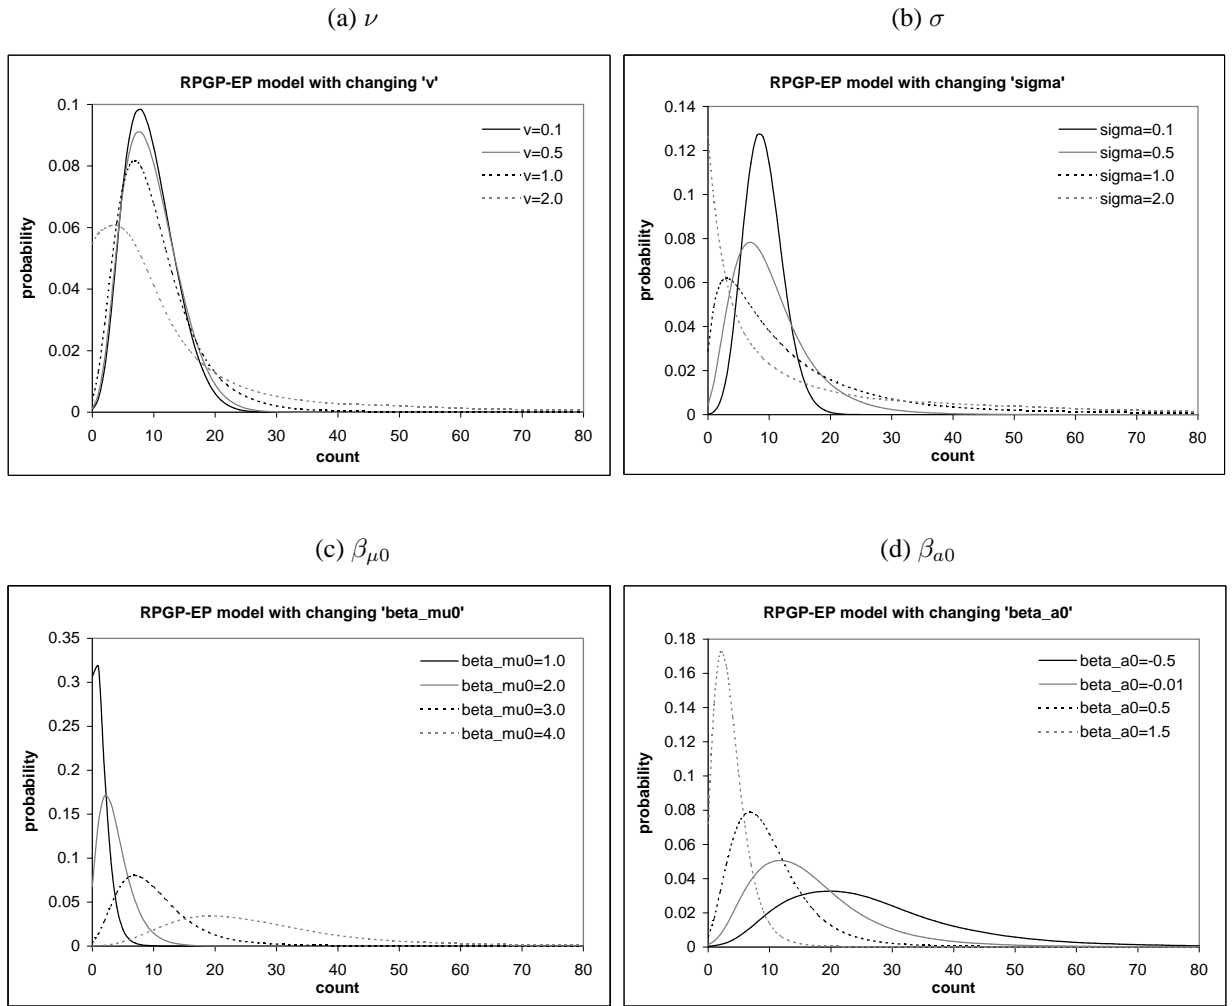 (a) ν
RPGP-EP model with changing 'v'
0.1
0.08
0.06
0.04
0.02
0
probability
v=0.1
v=0.5
v=1.0
v=2.0
0 10 20 30 40 50 60 70 80
count
(b) σ
RPGP-EP model with changing 'sigma'
0.14
0.12
0.1
0.08
0.06
0.04
0.02
0
probability
sigma=0.1
sigma=0.5
sigma=1.0
sigma=2.0
0 10 20 30 40 50 60 70 80
count
(c) βμ0
RPGP-EP model with changing 'beta_mu0'
0.35
0.3
0.25
0.2
0.15
0.1
0.05
0
probability
beta_mu0=1.0
beta_mu0=2.0
beta_mu0=3.0
beta_mu0=4.0
0 10 20 30 40 50 60 70 80
count
(d) βa0
RPGP-EP model with changing 'beta_a0'
0.18
0.16
0.14
0.12
0.1
0.08
0.06
0.04
0.02
0
probability
beta_a0=-0.5
beta_a0=-0.01
beta_a0=0.5
beta_a0=1.5
0 10 20 30 40 50 60 70 80
count